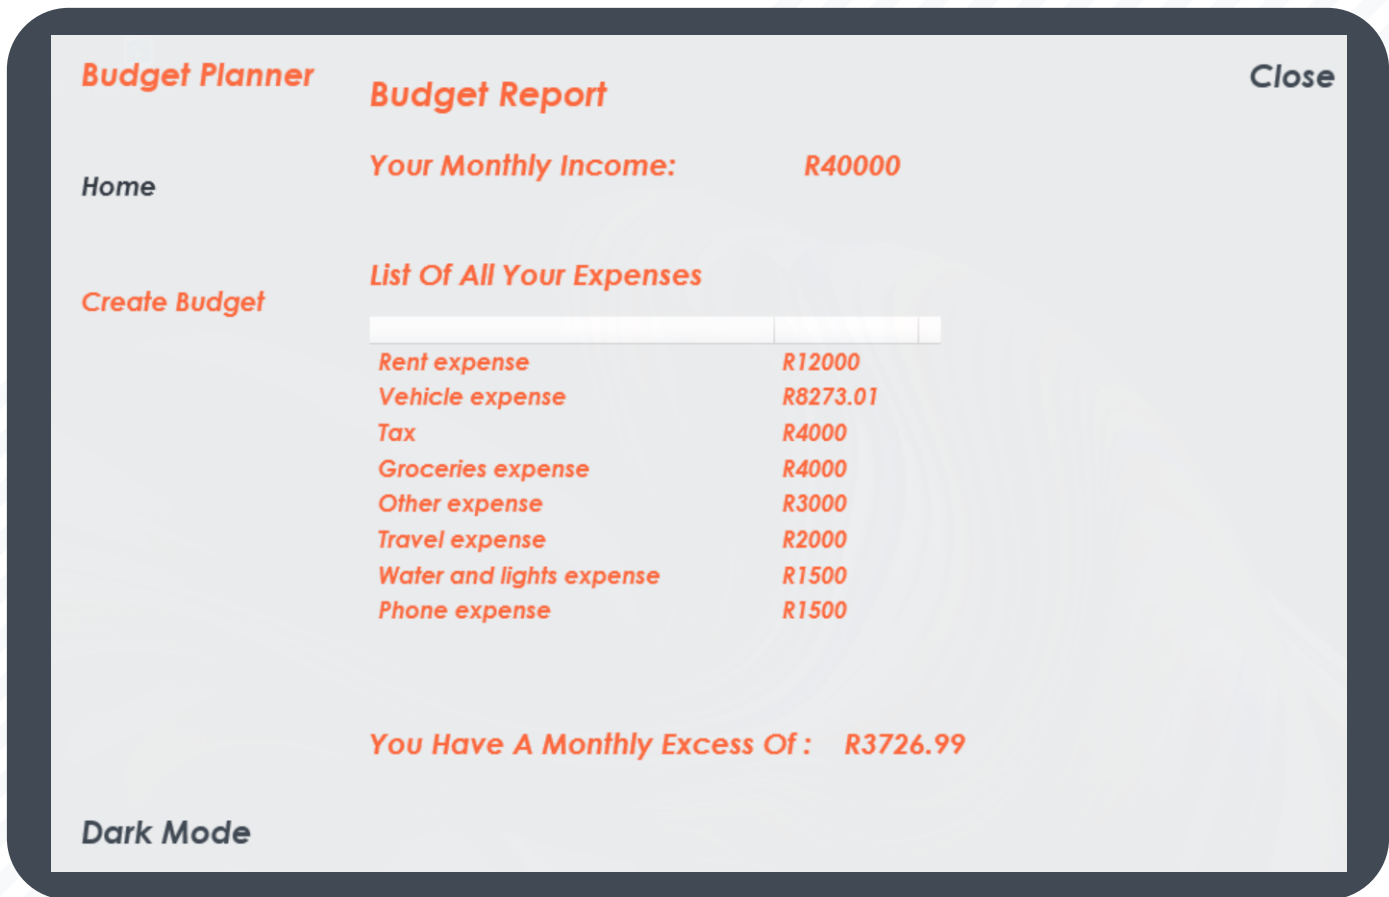 Budget Planner
Close
Budget Report
Your Monthly Income: R40000
Home
List Of All Your Expenses
Create Budget
Rent expense R12000
Vehicle expense R8273.01
Tax R4000
Groceries expense R4000
Other expense R3000
Travel expense R2000
Water and lights expense R1500
Phone expense R1500
You Have A Monthly Excess Of : R3726.99
Dark Mode